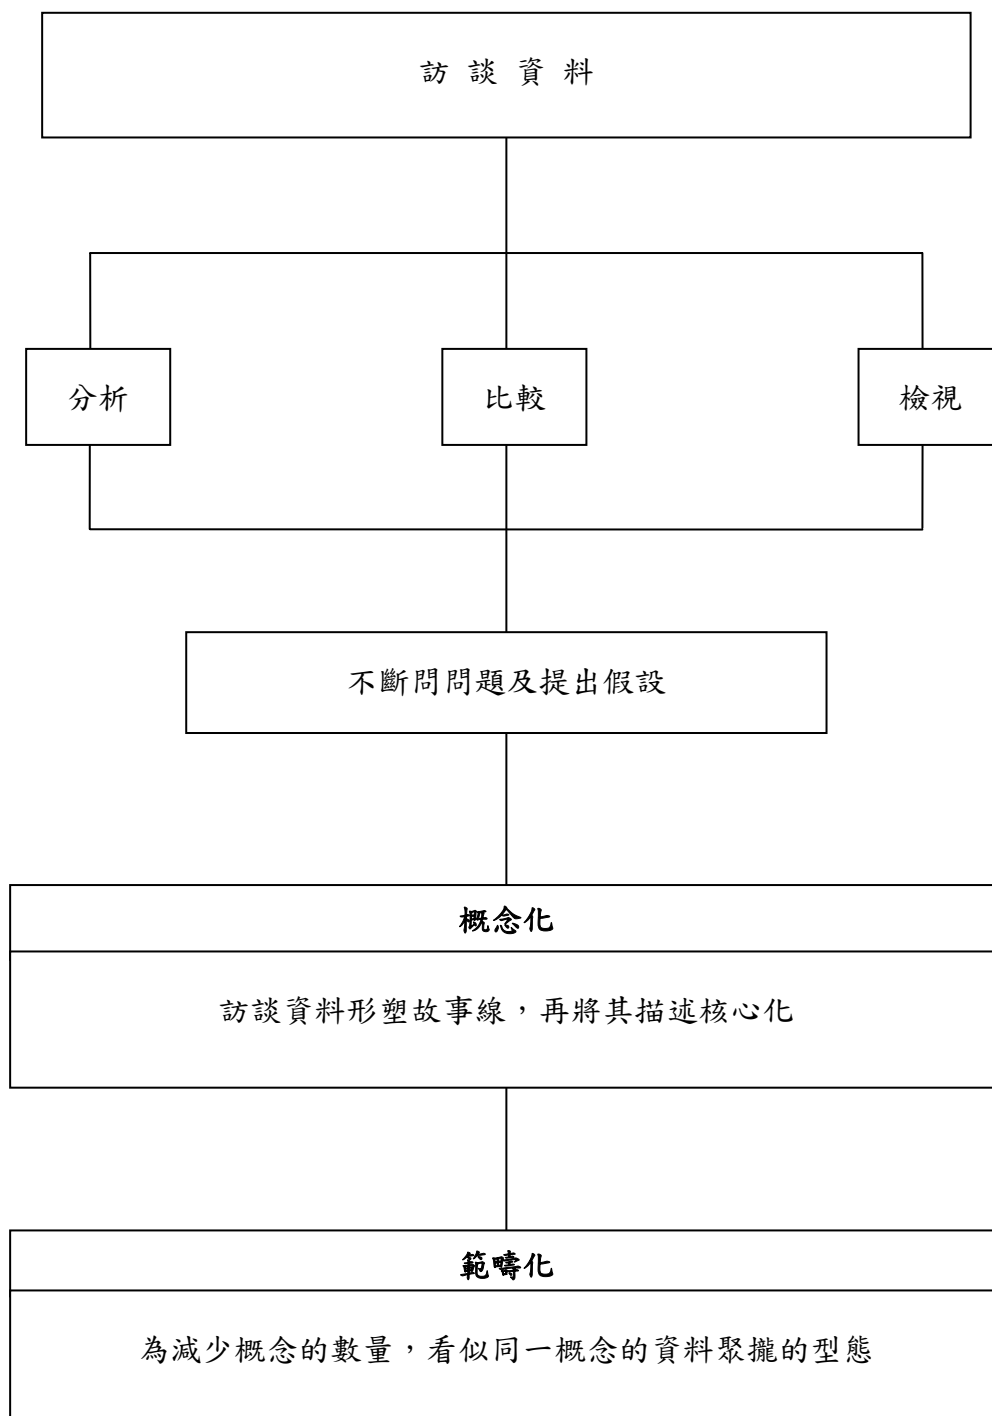 訪 談 資 料
分析
比較
檢視
不斷問問題及提出假設
概念化
訪談資料形塑故事線，再將其描述核心化
範疇化
為減少概念的數量，看似同一概念的資料聚攏的型態